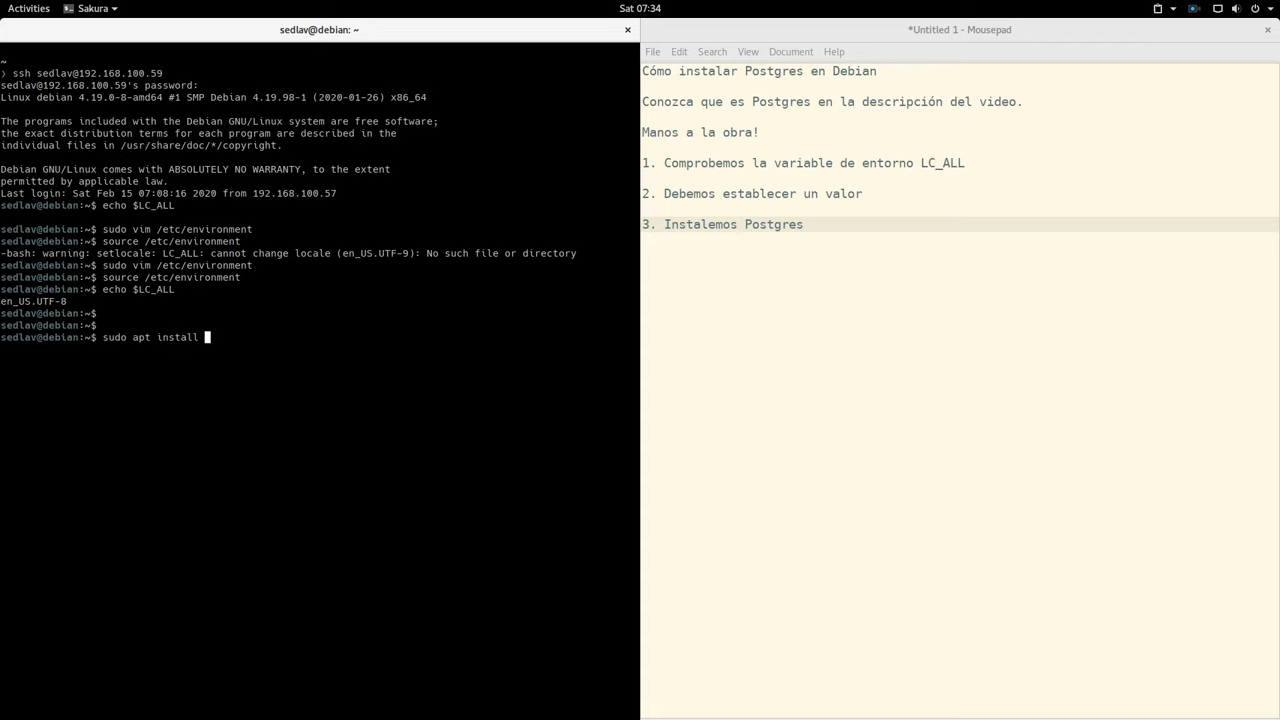 Activities
Sakura
Sat 07:34
sedlav@debian: ~
~
❯ ssh sedlav@192.168.100.59
sedlav@192.168.100.59's password:
Linux debian 4.19.0-8-amd64 #1 SMP Debian 4.19.98-1 (2020-01-26) x86_64
The programs included with the Debian GNU/Linux system are free software;
the exact distribution terms for each program are described in the
individual files in /usr/share/doc/*/copyright.
Debian GNU/Linux comes with ABSOLUTELY NO WARRANTY, to the extent
permitted by applicable law.
Last login: Sat Feb 15 07:08:16 2020 from 192.168.100.57
sedlav@debian:~$ echo $LC_ALL
sedlav@debian:~$ sudo vim /etc/environment
sedlav@debian:~$ source /etc/environment
-bash: warning: setlocale: LC_ALL: cannot change locale (en_US.UTF-9): No such file or directory
sedlav@debian:~$ sudo vim /etc/environment
sedlav@debian:~$ source /etc/environment
sedlav@debian:~$ echo $LC_ALL
en_US.UTF-8
sedlav@debian:~$
sedlav@debian:~$
sedlav@debian:~$ sudo apt install
*Untitled 1 - Mousepad
File Edit Search View Document Help
Cómo instalar Postgres en Debian
Conozca que es Postgres en la descripción del video.
Manos a la obra!
1. Comprobemos la variable de entorno LC_ALL
2. Debemos establecer un valor
3. Instalemos Postgres